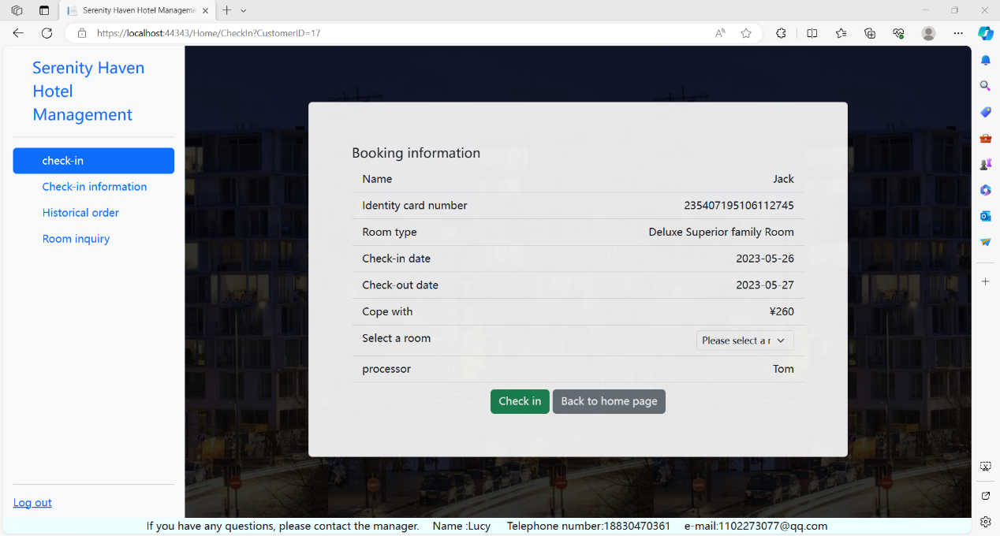 Serenity Haven Hotel Manageme
https://localhost:44343/Home/CheckIn?CustomerID=17
Serenity Haven
Hotel
Management
check-in
Check-in information
Historical order
Room inquiry
Log out
Booking information
Name Jack
Identity card number 235407195106112745
Room type Deluxe Superior family Room
Check-in date 2023-05-26
Check-out date 2023-05-27
Cope with ¥260
Select a room Please select a r
processor Tom
Check in Back to home page
If you have any questions, please contact the manager. Name :Lucy Telephone number:18830470361 e-mail:1102273077@qq.com